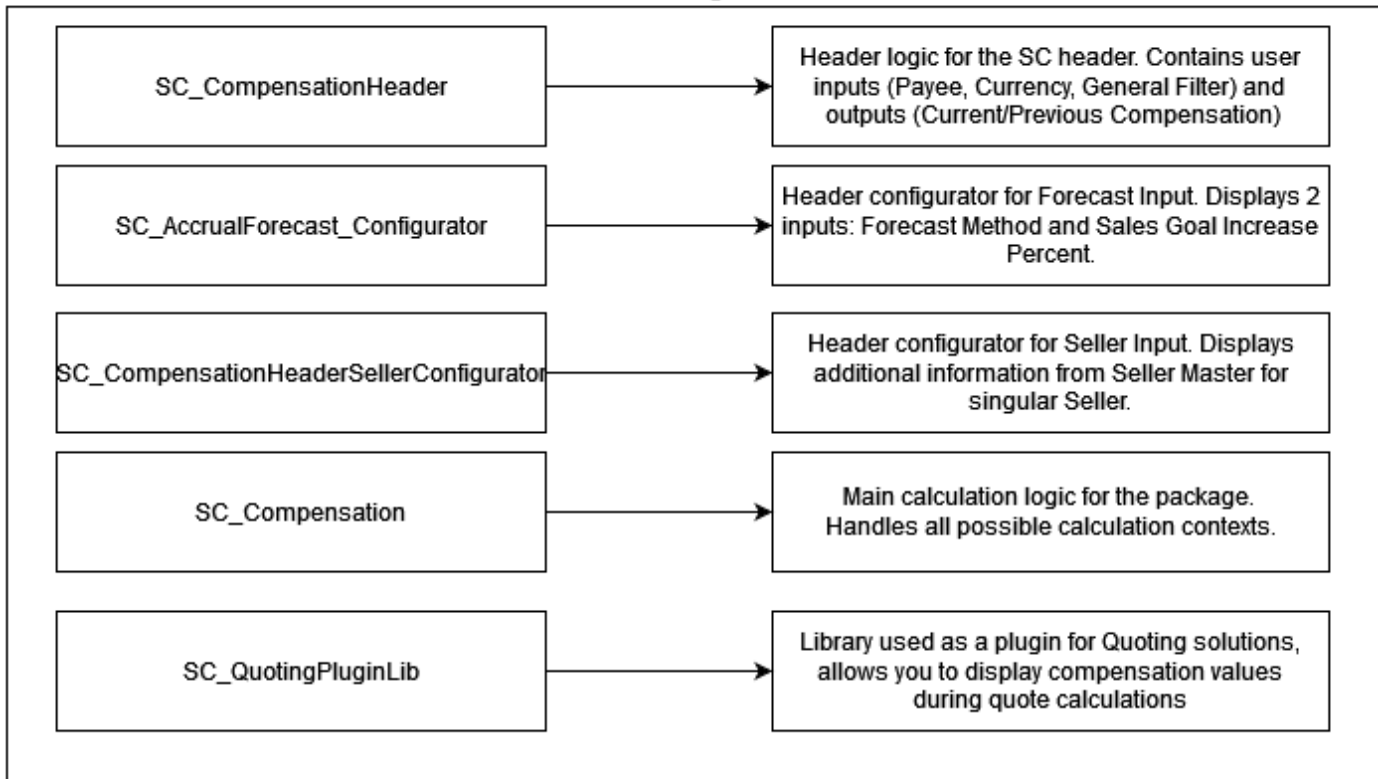 SC_CompensationHeader
Header logic for the SC header. Contains user
inputs (Payee, Currency, General Filter) and
outputs (Current/Previous Compensation)
SC_AccrualForecast_Configurator
Header configurator for Forecast Input. Displays 2
inputs: Forecast Method and Sales Goal Increase
Percent.
SC_CompensationHeaderSellerConfigurator
Header configurator for Seller Input. Displays
additional information from Seller Master for
singular Seller.
SC_Compensation
Main calculation logic for the package.
Handles all possible calculation contexts.
SC_QuotingPluginLib
Library used as a plugin for Quoting solutions,
allows you to display compensation values
during quote calculations